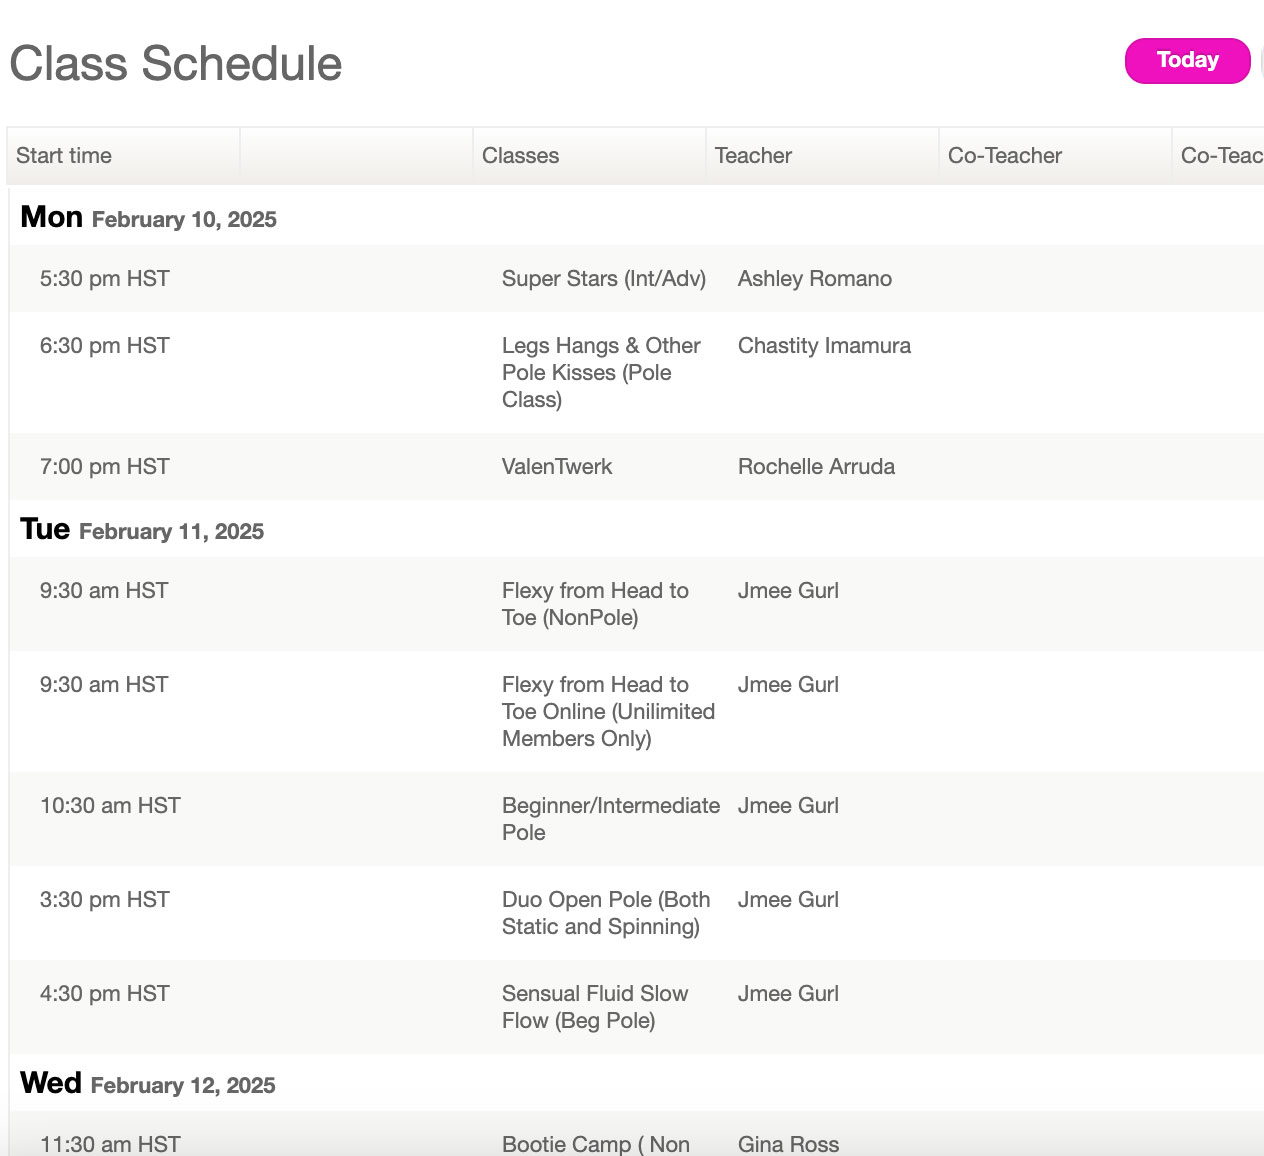 Class Schedule
Today
Start time Classes Teacher Co-Teacher Co-Teac
Mon February 10, 2025
5:30 pm HST Super Stars (Int/Adv) Ashley Romano
6:30 pm HST Legs Hangs & Other Chastity Imamura
Pole Kisses (Pole
Class)
7:00 pm HST ValenTwerk Rochelle Arruda
Tue February 11, 2025
9:30 am HST Flexy from Head to Jmee Gurl
Toe (NonPole)
9:30 am HST Flexy from Head to Jmee Gurl
Toe Online (Unilimited
Members Only)
10:30 am HST Beginner/Intermediate Jmee Gurl
Pole
3:30 pm HST Duo Open Pole (Both Jmee Gurl
Static and Spinning)
4:30 pm HST Sensual Fluid Slow Jmee Gurl
Flow (Beg Pole)
Wed February 12, 2025
11:30 am HST Bootie Camp ( Non Gina Ross